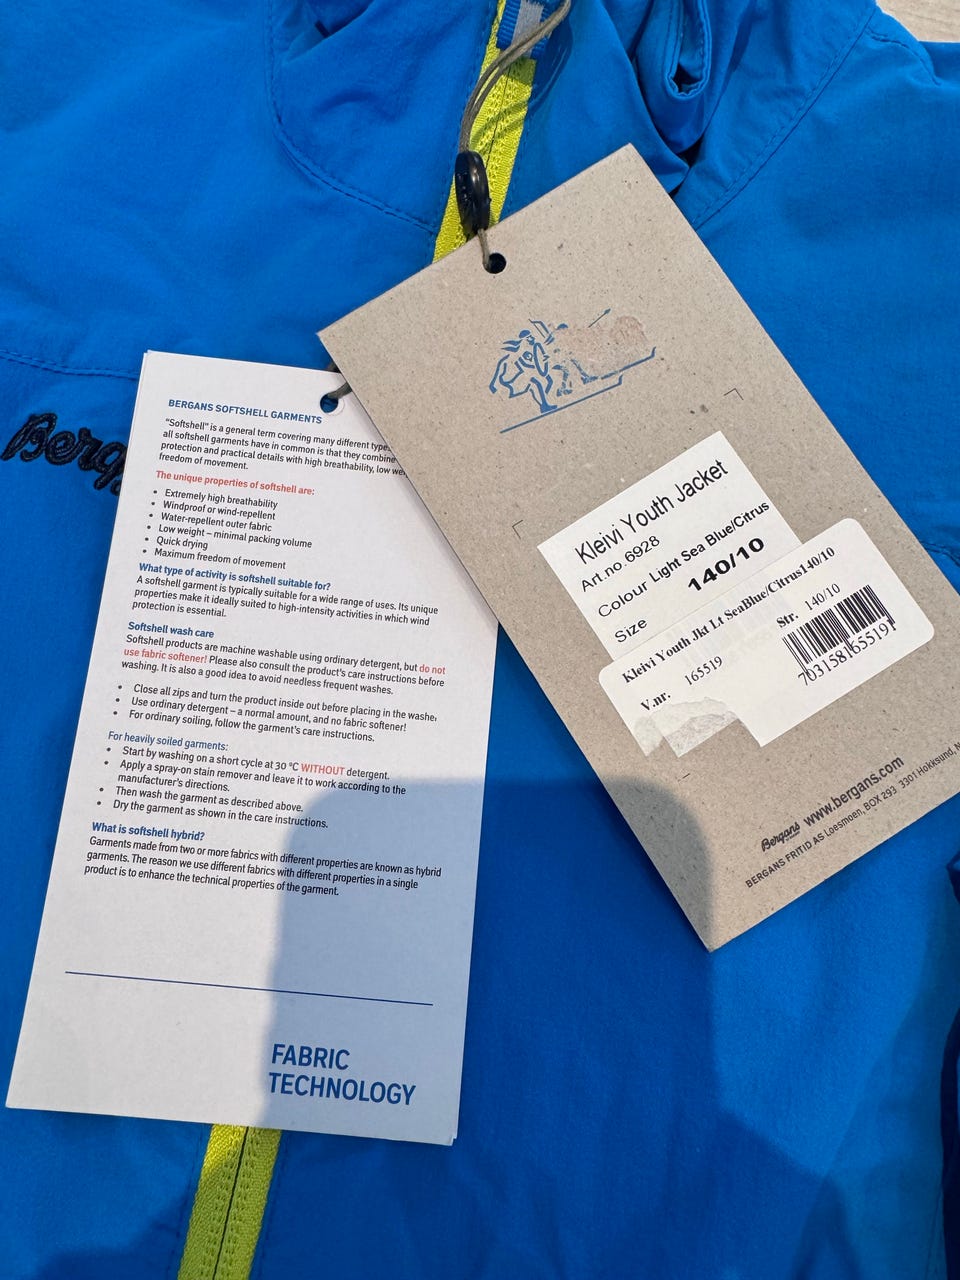 Berg
BERGANS SOFTSHELL GARMENTS
"Softshell" is a general term covering many different
all softshell garments have in common is that they combine
protection and practical details with high breathability, low
freedom of movement.
The unique properties of softshell are:
• Extremely high breathability
• Windproof or wind-repellent
• Water-repellent outer fabric
• Low weight – minimal packing volume
• Quick drying
• Maximum freedom of movement
What type of activity is softshell suitable for?
A softshell garment is typically suitable for a wide range of uses. Its unique
properties make it ideally suited to high-intensity activities in which wind
protection is essential.
Softshell wash care
Softshell products are machine washable using ordinary detergent, but do not
use fabric softener! Please also consult the product's care instructions before
washing. It is also a good idea to avoid needless frequent washes.
• Close all zips and turn the product inside out before placing in the
• Use ordinary detergent – a normal amount, and no fabric softener!
• For ordinary soiling, follow the garment's care instructions.
For heavily soiled garments:
• Start by washing on a short cycle at 30 °C WITHOUT detergent.
• Apply a spray-on stain remover and leave it to work according to the
manufacturer's directions.
• Then wash the garment as described above.
• Dry the garment as shown in the care instructions.
What is softshell hybrid?
Garments made from two or more fabrics with different properties are known as hybrid
garments. The reason we use different fabrics with different properties in a single
product is to enhance the technical properties of the garment.
FABRIC
TECHNOLOGY
Kleivi Youth Jacket
Art.no.6928
Colour Light Sea Blue/Citrus
Size 140/10
Kleivi Youth Jkt Lt SeaBlue/Citrus140/10
V.nr. 165519 Str. 140/10
7031581655191
Bergans www.bergans.com
BERGANS FRITID AS Loesmoen, BOX 293 3301 Hokksund,